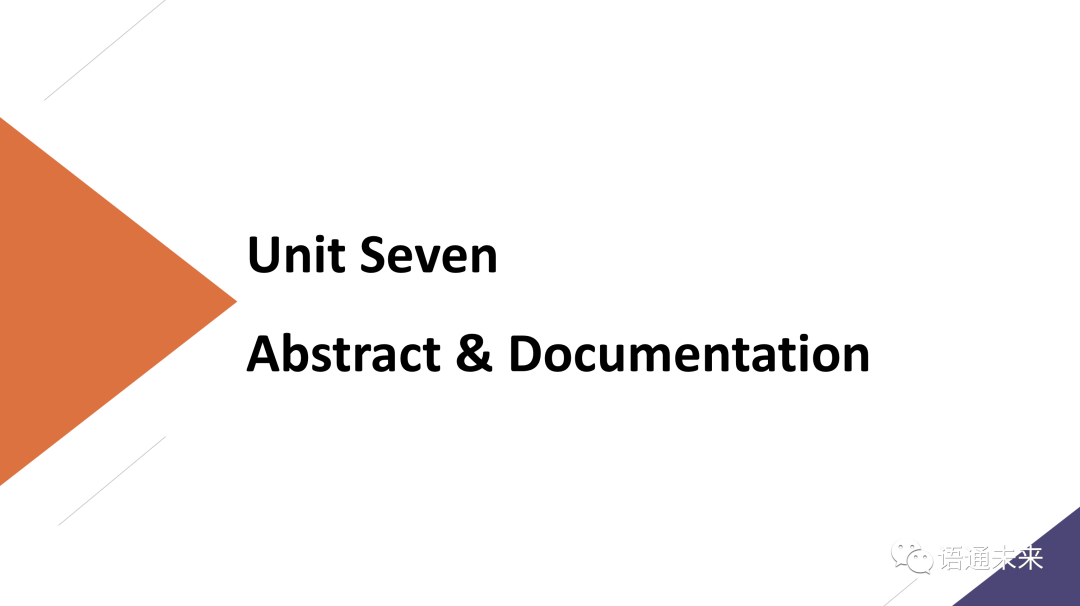 Unit Seven
Abstract & Documentation
语通未来